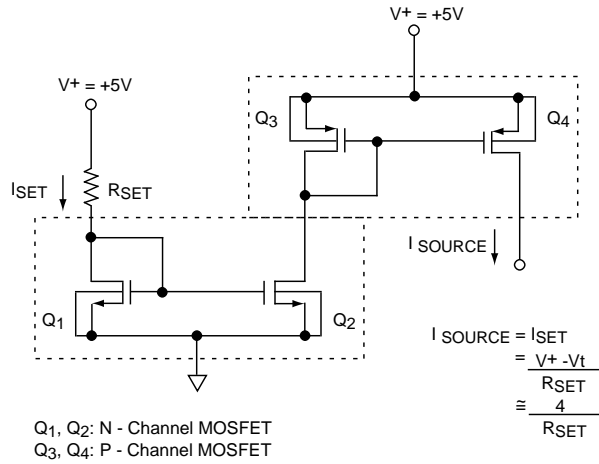 V+ = +5V
V+ = +5V
Q3
Q4
ISET
RSET
I SOURCE
Q1
Q2
I SOURCE = ISET
= V+ -Vt
RSET
≅ 4
RSET
Q1, Q2: N - Channel MOSFET
Q3, Q4: P - Channel MOSFET